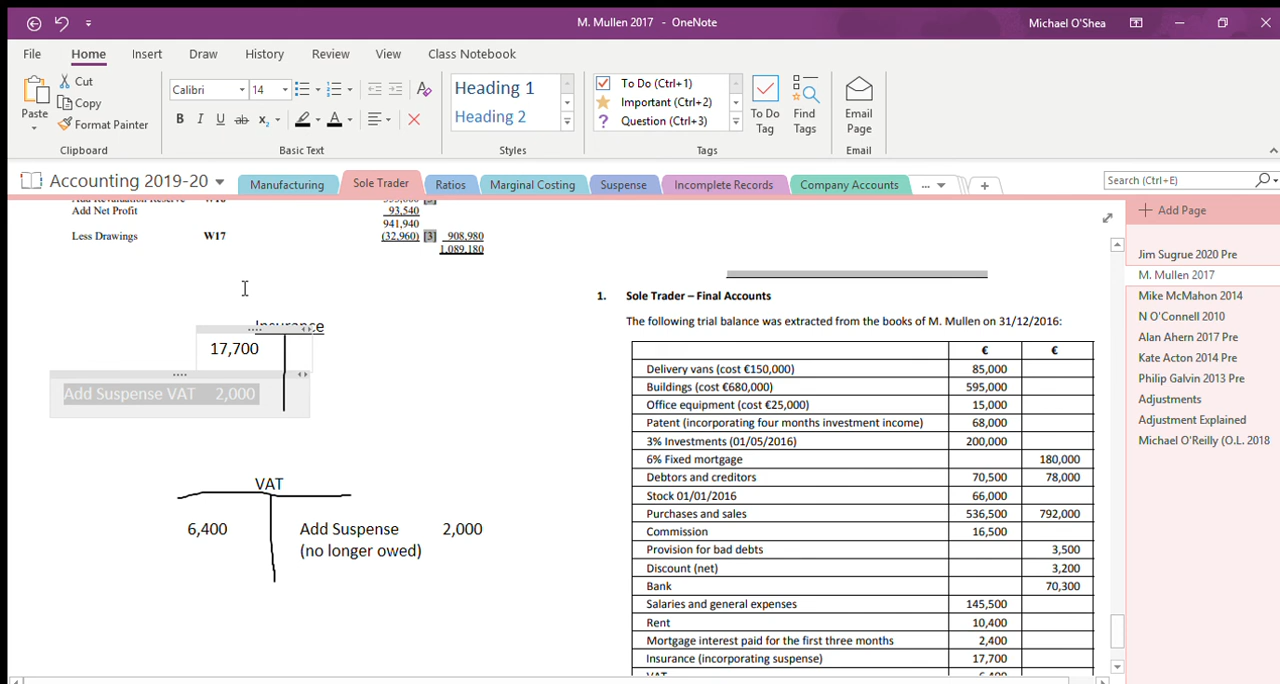 M. Mullen 2017 - OneNote
Michael O'Shea
File Home Insert Draw History Review View Class Notebook
Paste
Cut
Copy
Format Painter
Clipboard
Calibri 14
B I U ab x₂ A
Basic Text
Heading 1
Heading 2
Styles
To Do (Ctrl+1)
Important (Ctrl+2)
Question (Ctrl+3)
To Do Tag
Find Tags
Tags
Email Page
Email
Accounting 2019-20
Manufacturing Sole Trader Ratios Marginal Costing Suspense Incomplete Records Company Accounts ...
Search (Ctrl+E)
Add Page
Jim Sugrue 2020 Pre
M. Mullen 2017
Mike McMahon 2014
N O'Connell 2010
Alan Ahern 2017 Pre
Kate Acton 2014 Pre
Philip Galvin 2013 Pre
Adjustments
Adjustment Explained
Michael O'Reilly (O.L. 2018
Add Revaluation Reserve W16
Add Net Profit 93,540
941,940
Less Drawings W17 (32,960) [3] 908,980
1,089,180
Insurance
17,700
Add Suspense VAT 2,000
VAT
6,400 Add Suspense 2,000
(no longer owed)
1. Sole Trader – Final Accounts
The following trial balance was extracted from the books of M. Mullen on 31/12/2016:
€ €
Delivery vans (cost €150,000) 85,000
Buildings (cost €680,000) 595,000
Office equipment (cost €25,000) 15,000
Patent (incorporating four months investment income) 68,000
3% Investments (01/05/2016) 200,000
6% Fixed mortgage 180,000
Debtors and creditors 70,500 78,000
Stock 01/01/2016 66,000
Purchases and sales 536,500 792,000
Commission 16,500
Provision for bad debts 3,500
Discount (net) 3,200
Bank 70,300
Salaries and general expenses 145,500
Rent 10,400
Mortgage interest paid for the first three months 2,400
Insurance (incorporating suspense) 17,700
VAT 6,400